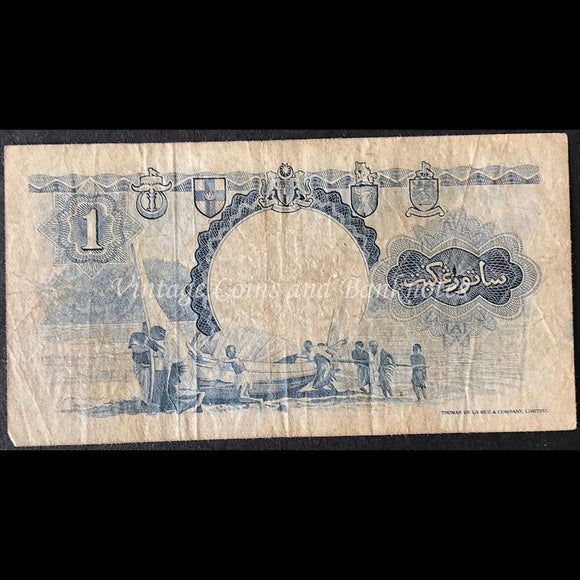 1
Vintage Coins and Banknotes
ساتو رڠݢيت
THOMAS DE LA RUE & COMPANY, LIMITED